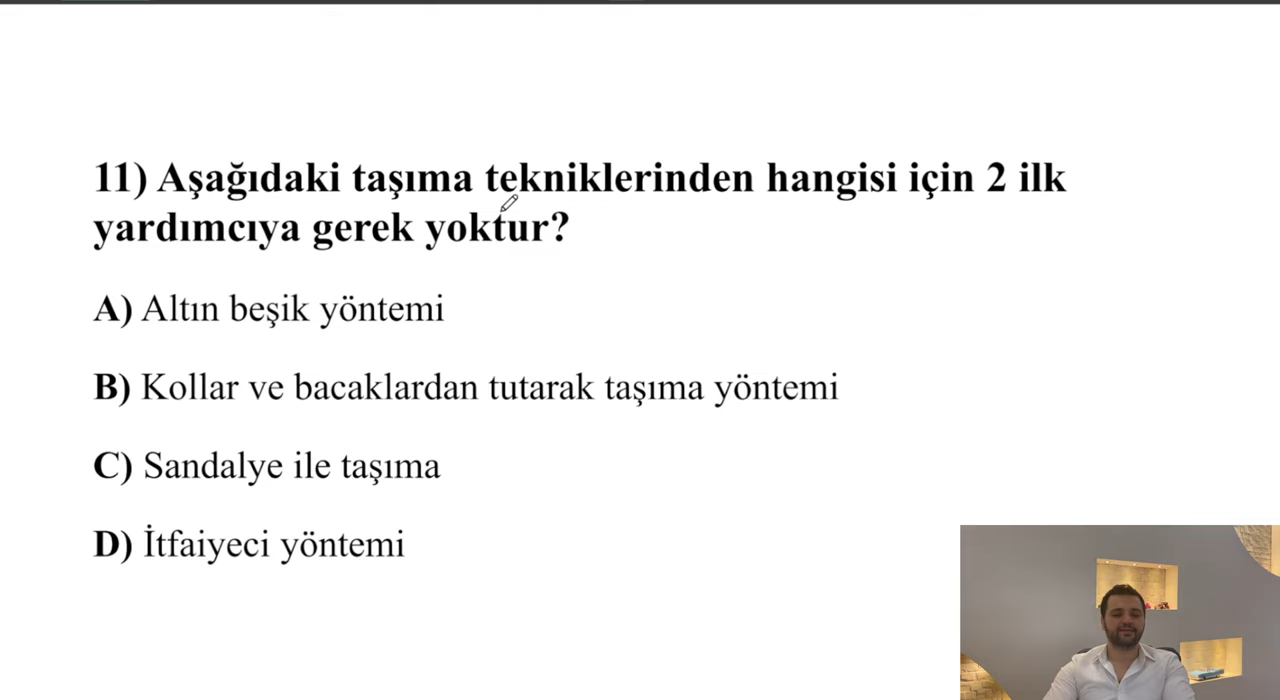 11) Aşağıdaki taşıma tekniklerinden hangisi için 2 ilk
yardımcıya gerek yoktur?
A) Altın beşik yöntemi
B) Kollar ve bacaklardan tutarak taşıma yöntemi
C) Sandalye ile taşıma
D) İtfaiyeci yöntemi